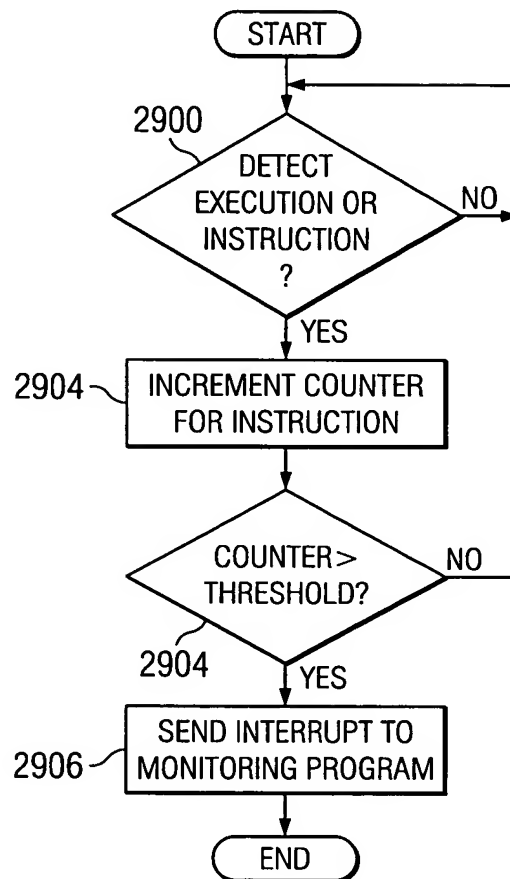 START
2900
DETECT
EXECUTION OR
INSTRUCTION
?
NO
YES
2904
INCREMENT COUNTER
FOR INSTRUCTION
COUNTER>
THRESHOLD?
NO
2904
YES
2906
SEND INTERRUPT TO
MONITORING PROGRAM
END